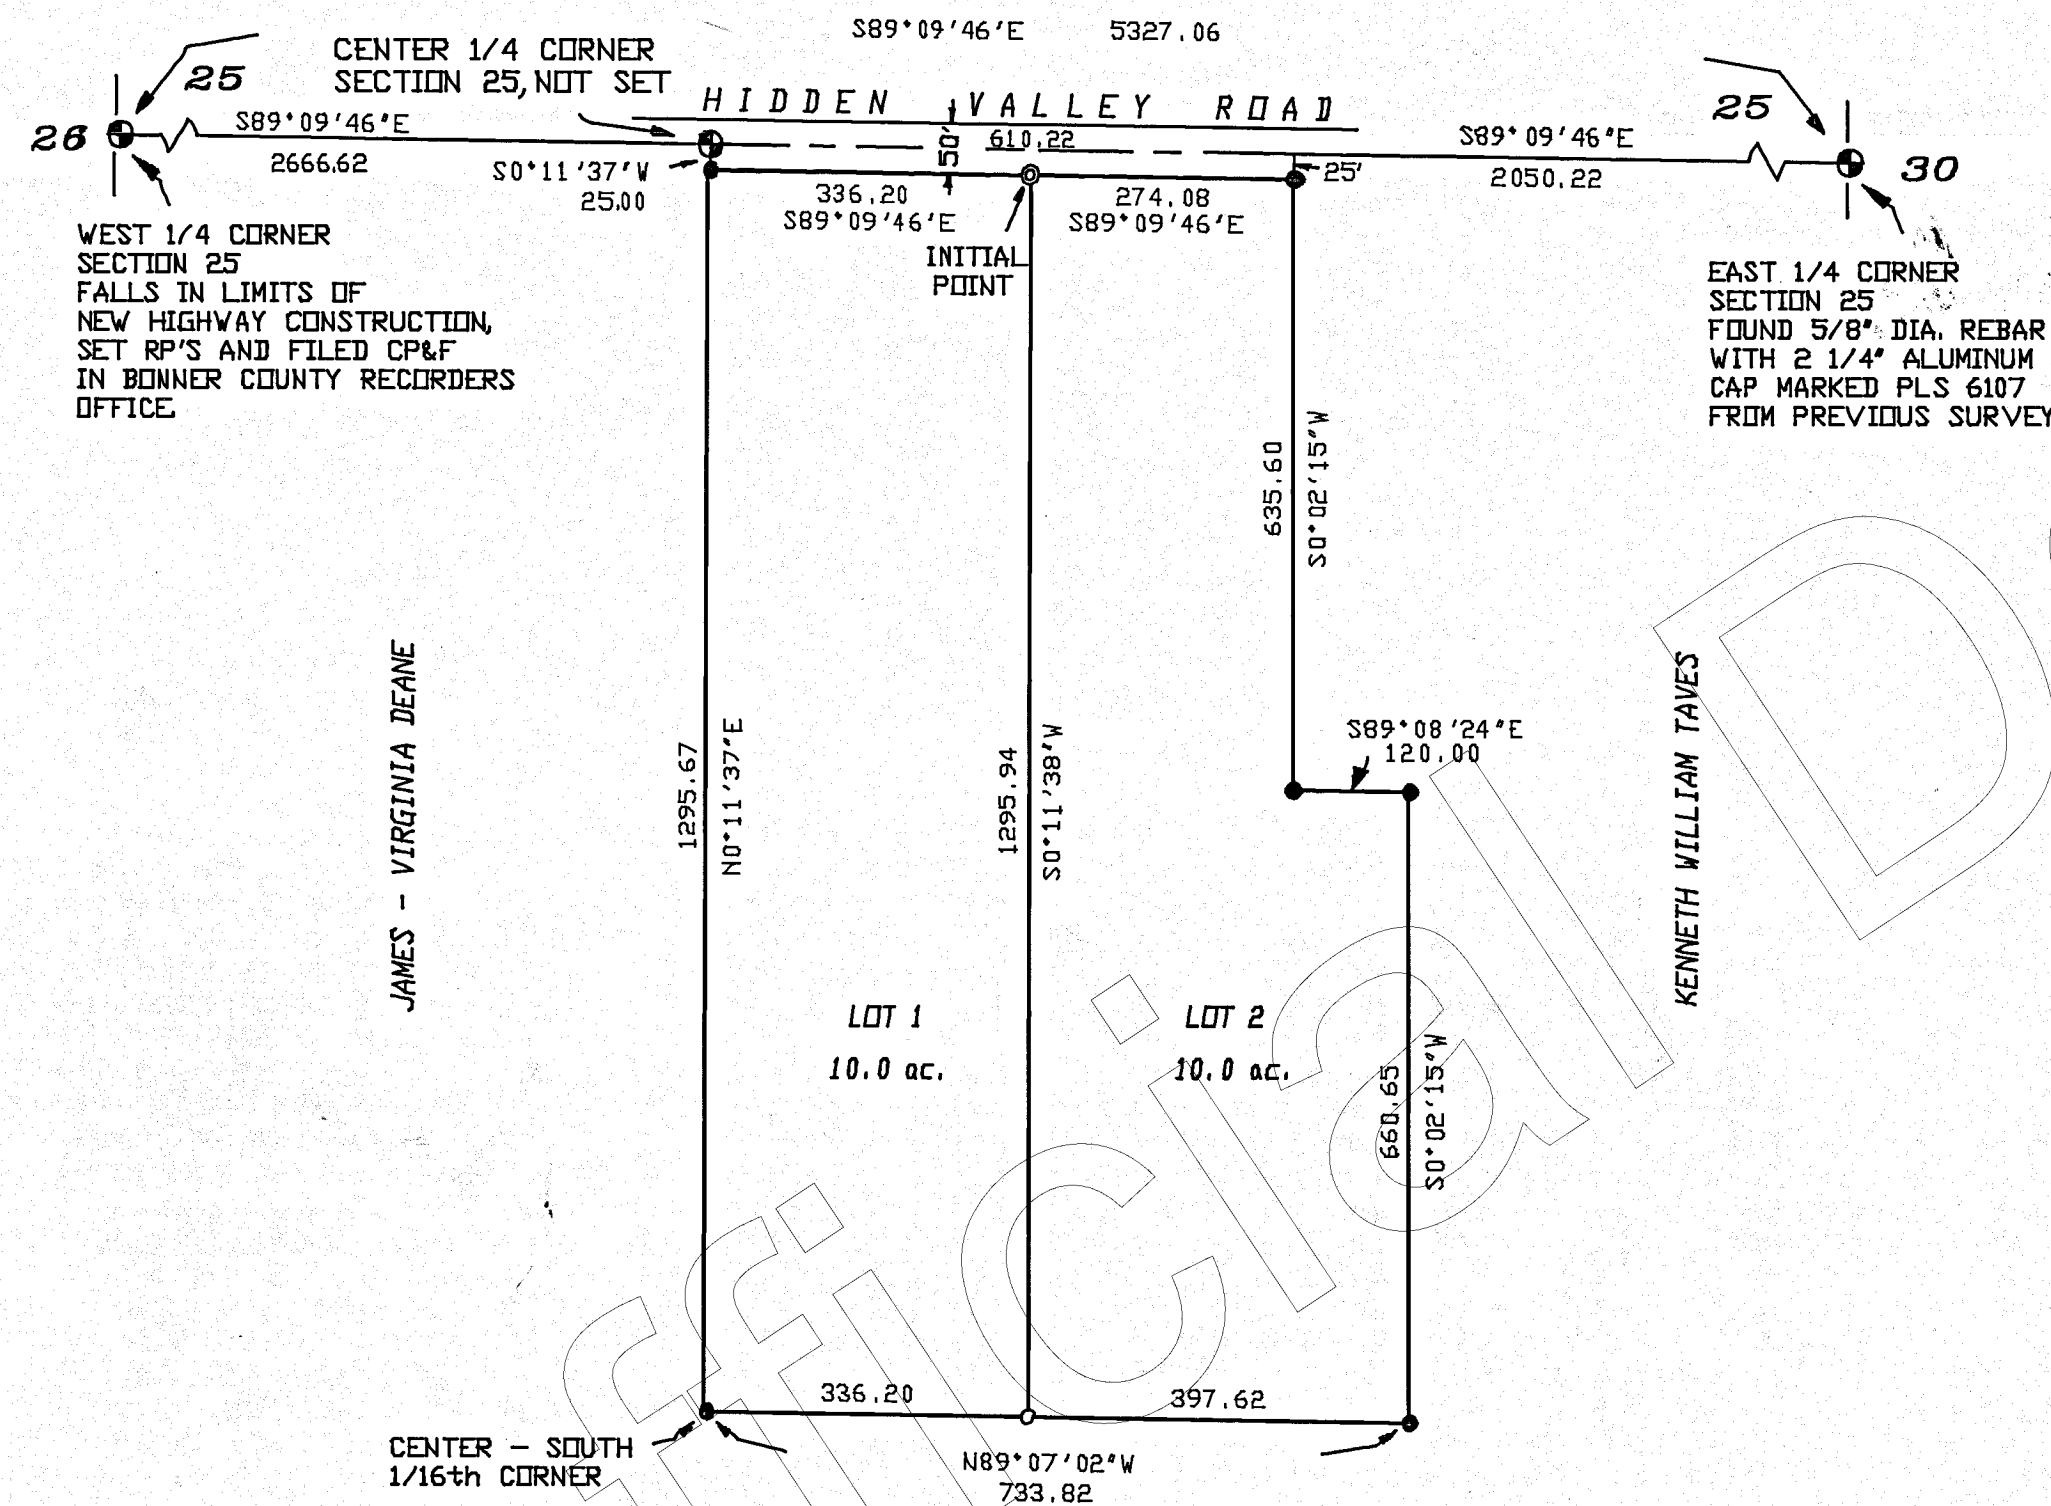 S89°09'46'E 5327.06
CENTER 1/4 CORNER
SECTION 25, NOT SET
25
26
S89°09'46"E
2666.62
HIDDEN VALLEY ROAD
610.22
50'
S0°11'37'W
25.00
336.20
S89°09'46'E
274.08
S89°09'46'E
25'
INITIAL
POINT
S89°09'46"E
2050.22
25
30
WEST 1/4 CORNER
SECTION 25
FALLS IN LIMITS OF
NEW HIGHWAY CONSTRUCTION,
SET RP'S AND FILED CP&F
IN BONNER COUNTY RECORDERS
OFFICE
EAST 1/4 CORNER
SECTION 25
FOUND 5/8" DIA. REBAR
WITH 2 1/4" ALUMINUM
CAP MARKED PLS 6107
FROM PREVIOUS SURVEY
635.60
S0°02'15"W
JAMES - VIRGINIA DEANE
1295.67
N0°11'37"E
1295.94
S0°11'38"W
S89°08'24"E
120.00
KENNETH WILLIAM TAVES
LOT 1
10.0 ac.
LOT 2
10.0 ac.
660.65
S0°02'15"W
336.20
397.62
CENTER - SOUTH
1/16th CORNER
N89°07'02"W
733.82
fficial D